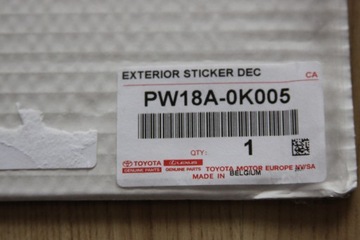 EXTERIOR STICKER DEC
CA
PW18A-0K005
QTY: 1
TOYOTA LEXUS
GENUINE PARTS GENUINE PARTS TOYOTA MOTOR EUROPE NV/SA
MADE IN BELGIUM